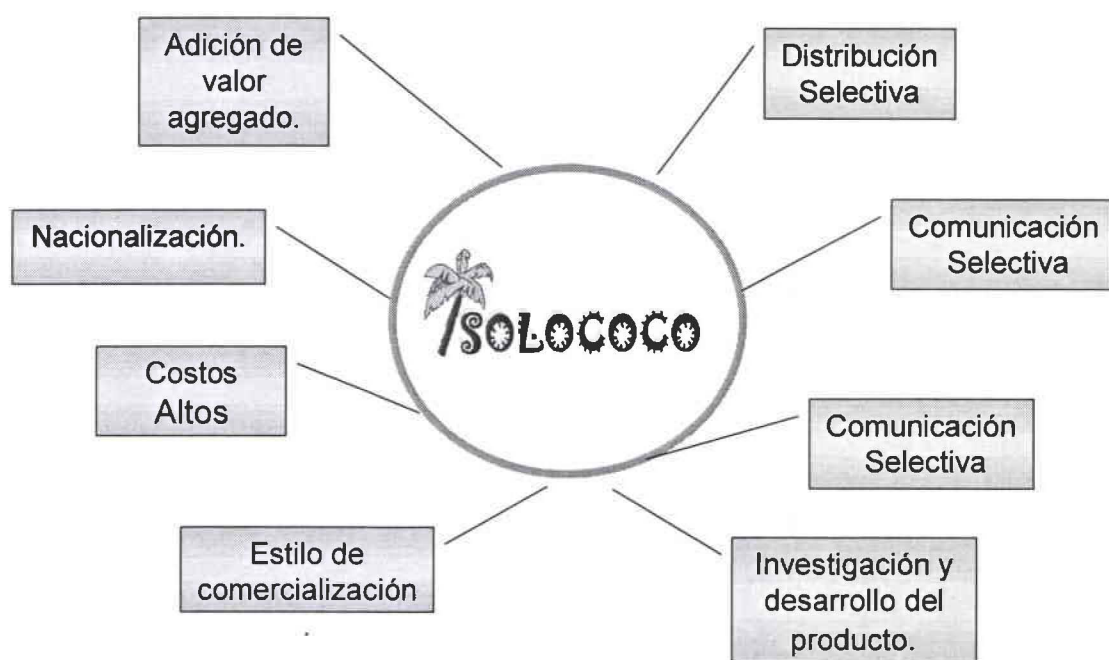 Adición de
valor
agregado.
Distribución
Selectiva
Nacionalización.
Comunicación
Selectiva
SOLOCOCO
Costos
Altos
Comunicación
Selectiva
Estilo de
comercialización
Investigación y
desarrollo del
producto.